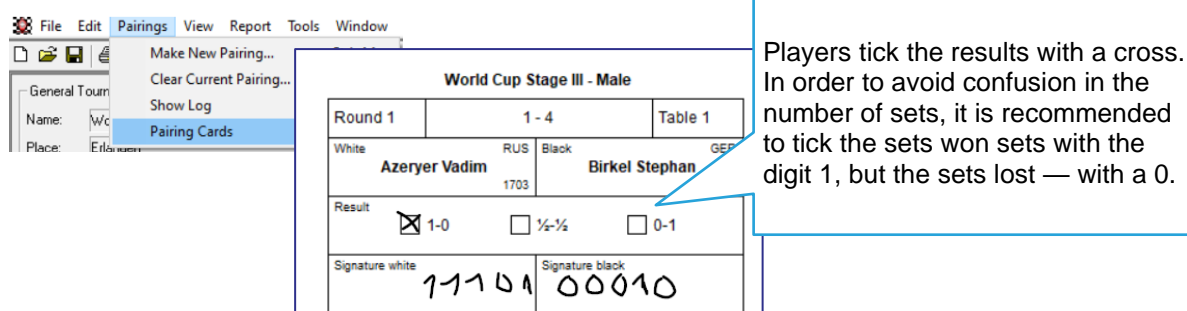 File Edit Pairings View Report Tools Window
Make New Pairing...
Clear Current Pairing...
Show Log
Pairing Cards
General Tourn
Name:
Place: Erlangen
World Cup Stage III - Male
Round 1 1 - 4 Table 1
White RUS Black GER
Azeryer Vadim Birkel Stephan
1703
Result
1-0 ½-½ 0-1
Signature white Signature black
11101 00010
Players tick the results with a cross.
In order to avoid confusion in the
number of sets, it is recommended
to tick the sets won sets with the
digit 1, but the sets lost — with a 0.